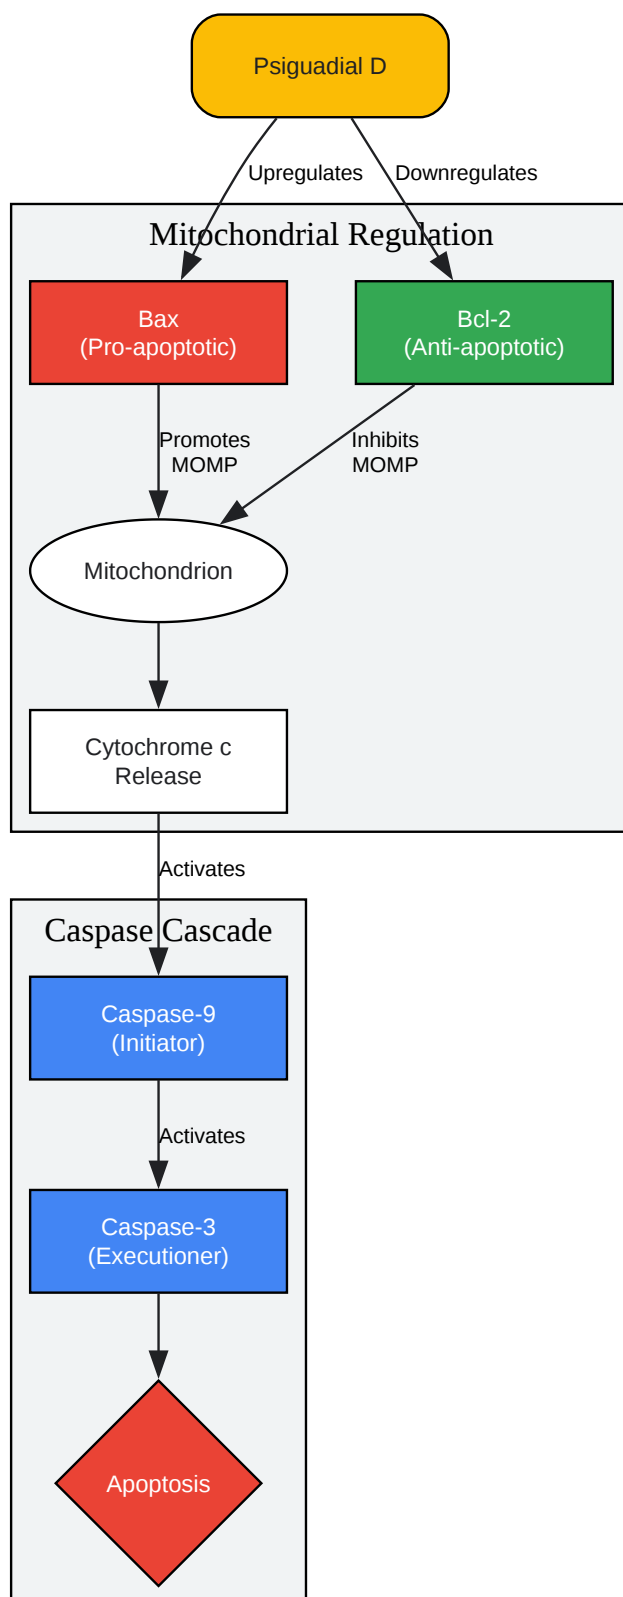 Psiguadial D
Upregulates
Downregulates
Mitochondrial Regulation
Bax
(Pro-apoptotic)
Bcl-2
(Anti-apoptotic)
Promotes
MOMP
Inhibits
MOMP
Mitochondrion
Cytochrome c
Release
Activates
Caspase Cascade
Caspase-9
(Initiator)
Activates
Caspase-3
(Executioner)
Apoptosis